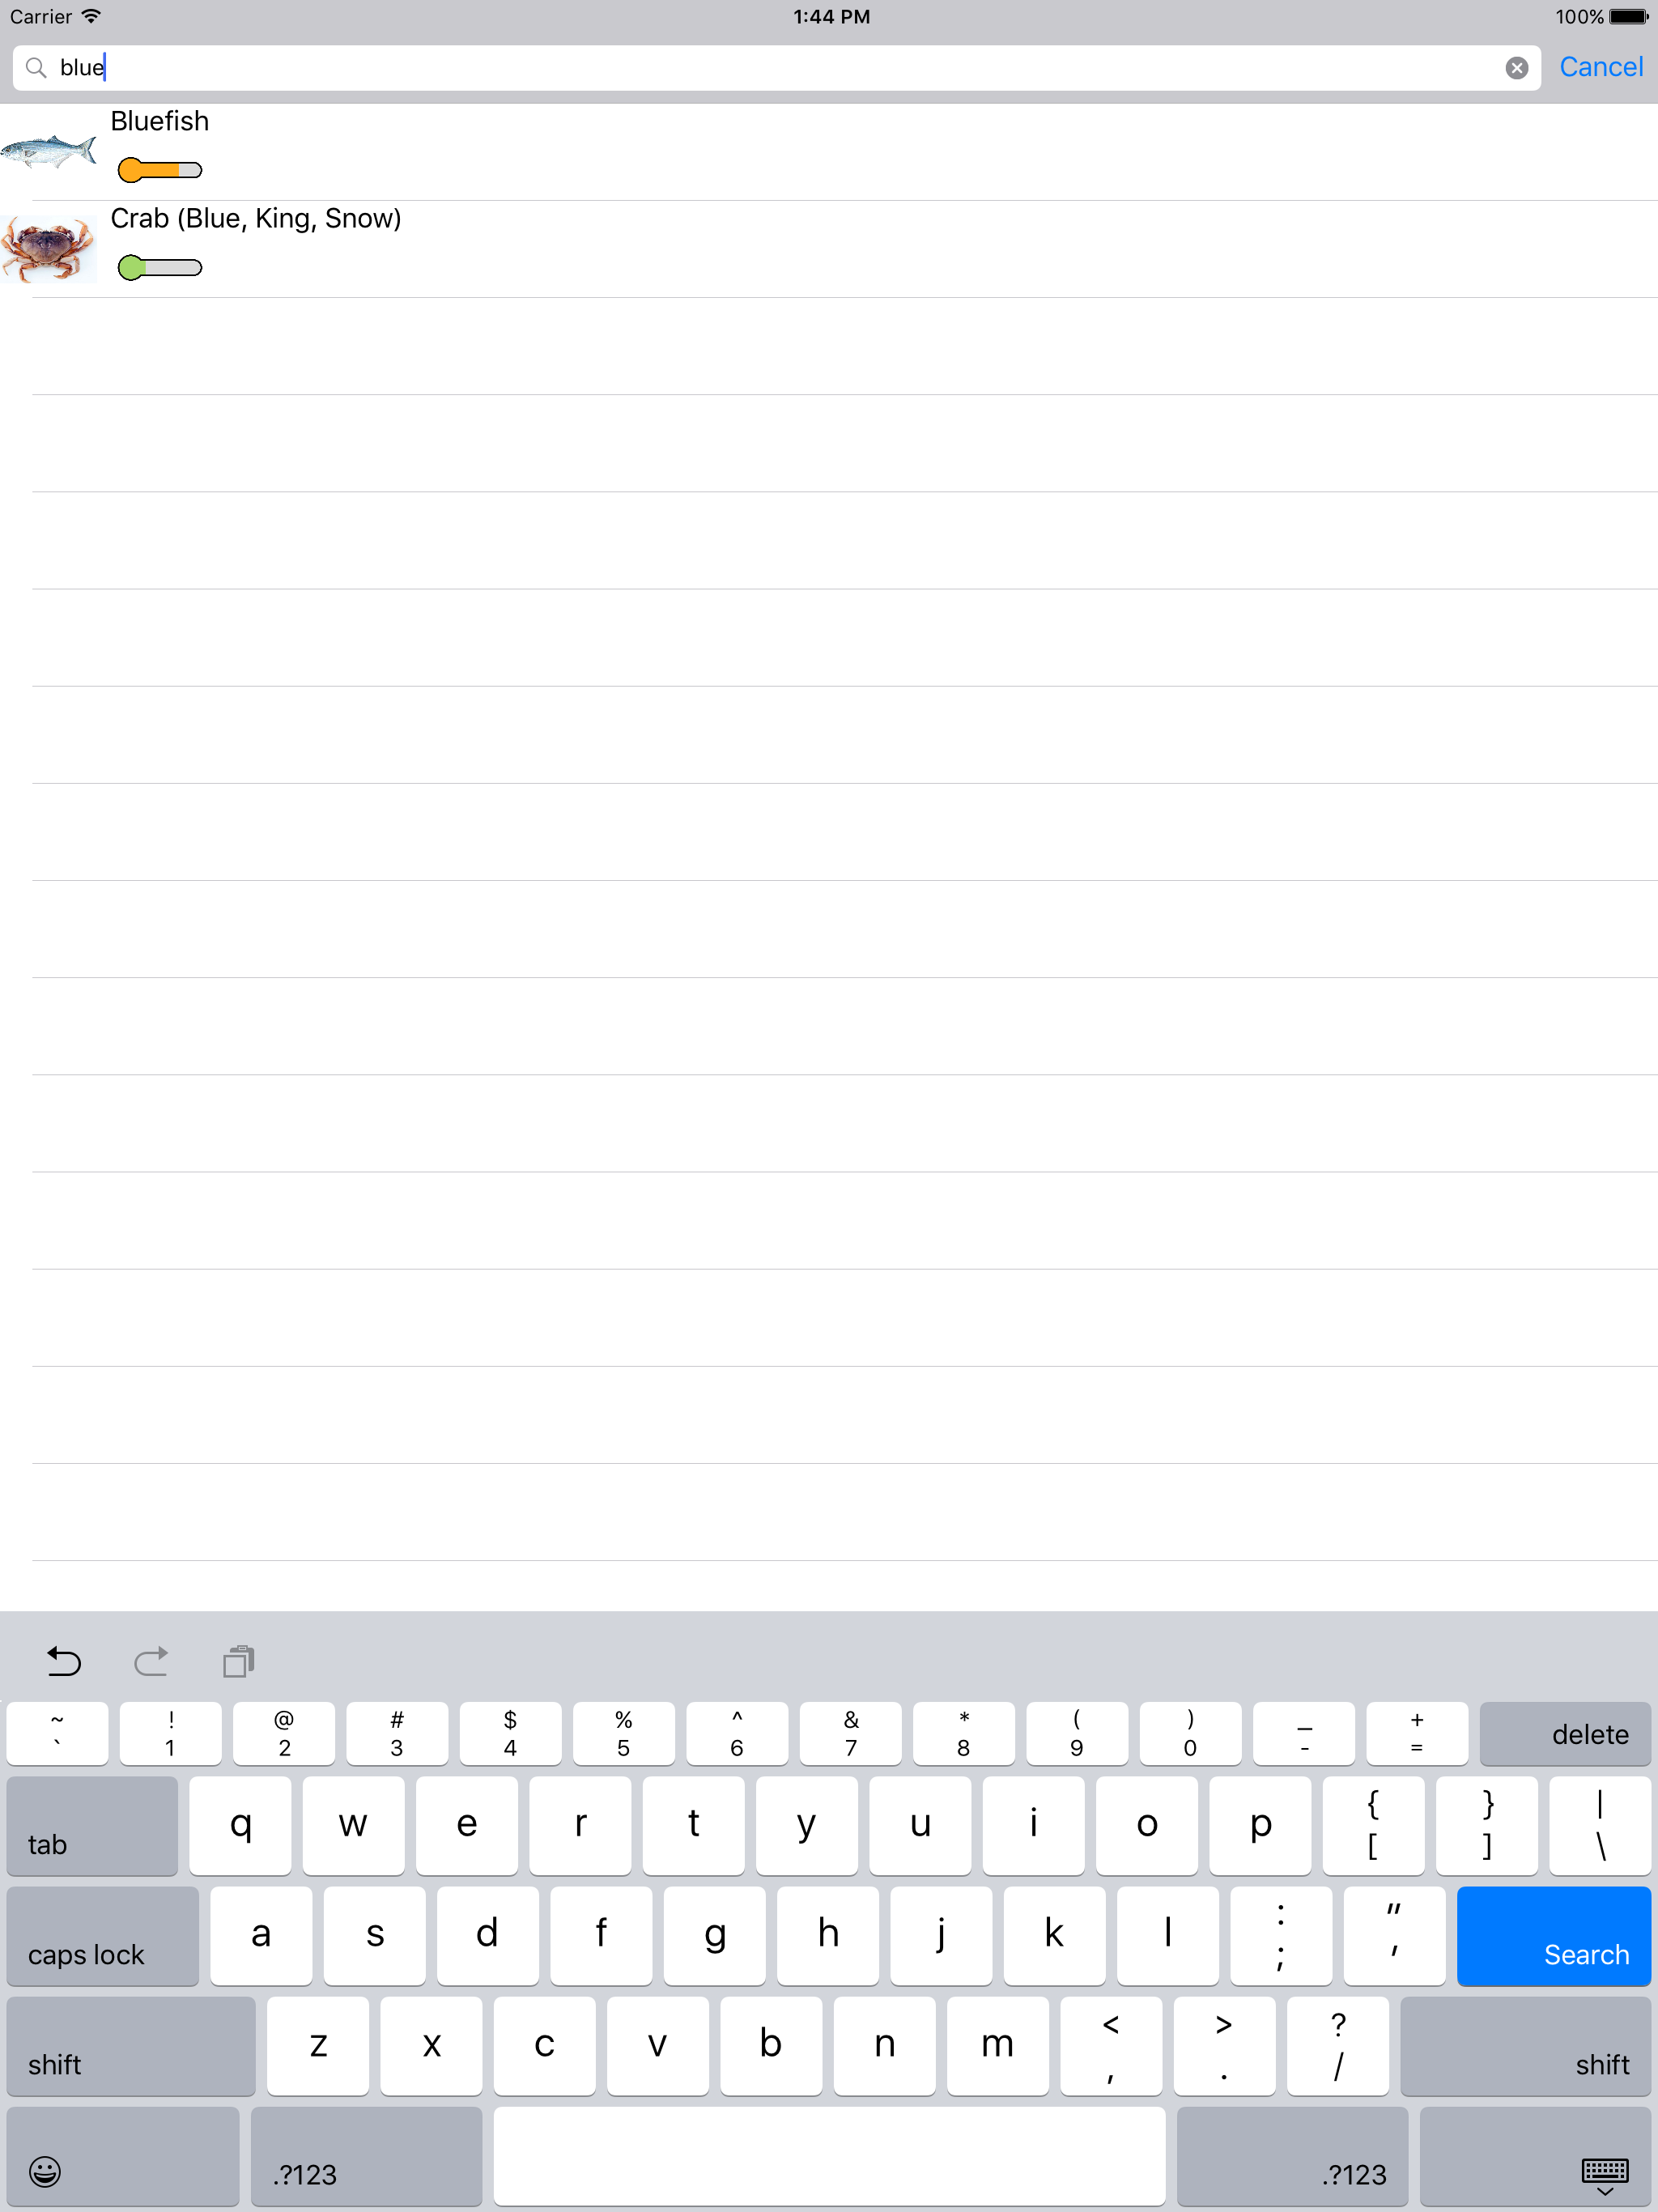 Carrier 1:44 PM 100%
blue Cancel
Bluefish
Crab (Blue, King, Snow)
~ ! @ # $ % ^ & * ( ) _ +
` 1 2 3 4 5 6 7 8 9 0 - = delete
tab q w e r t y u i o p { [ } ] | \
caps lock a s d f g h j k l : ; " ' Search
shift z x c v b n m < , > . ? / shift
.?123 .?123